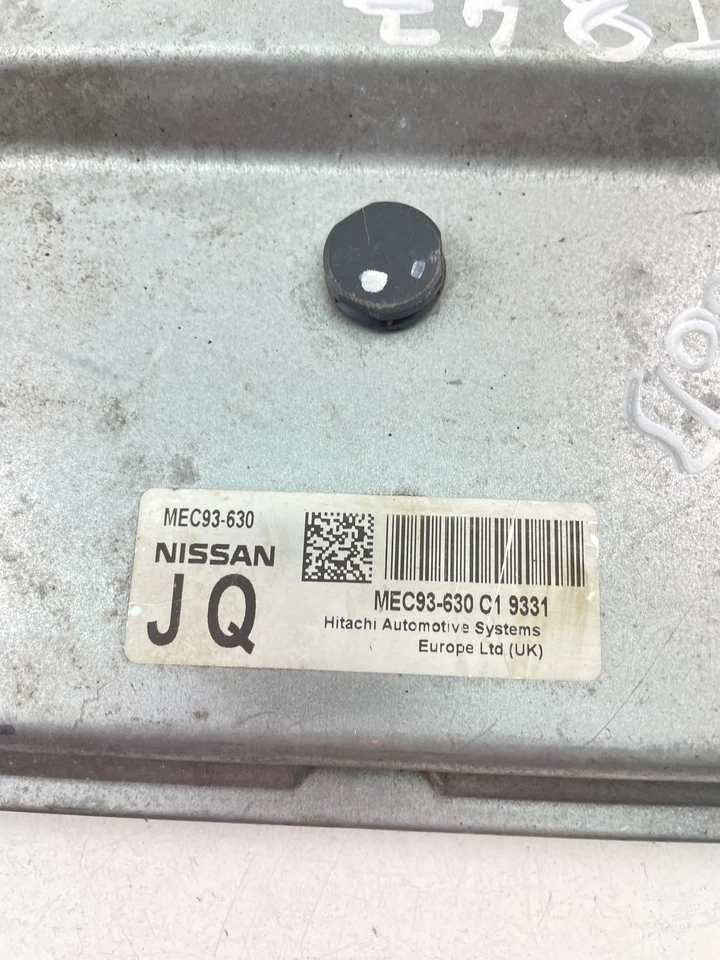 MEC93-630
NISSAN
JQ
MEC93-630 C1 9331
Hitachi Automotive Systems
Europe Ltd (UK)